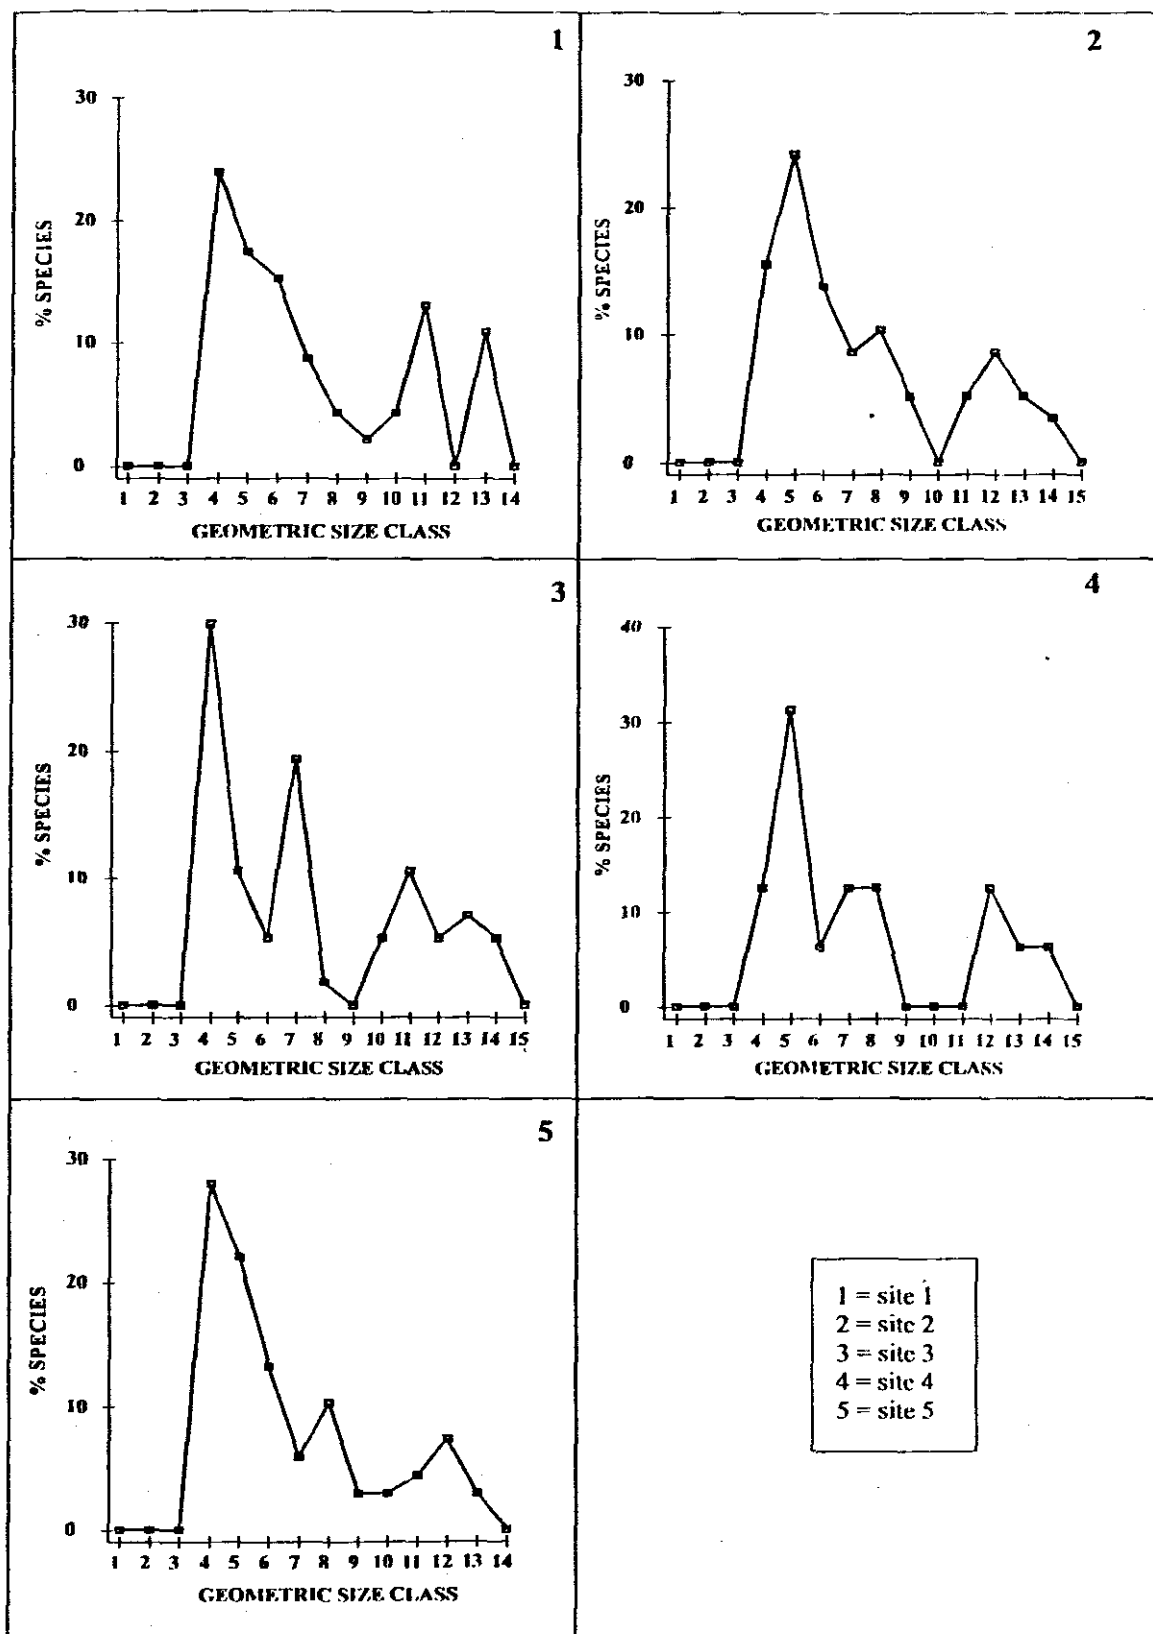 1
30
20
10
0
% SPECIES
1 2 3 4 5 6 7 8 9 10 11 12 13 14
GEOMETRIC SIZE CLASS
2
30
20
10
0
% SPECIES
1 2 3 4 5 6 7 8 9 10 11 12 13 14 15
GEOMETRIC SIZE CLASS
3
30
20
10
0
% SPECIES
1 2 3 4 5 6 7 8 9 10 11 12 13 14 15
GEOMETRIC SIZE CLASS
4
40
30
20
10
0
% SPECIES
1 2 3 4 5 6 7 8 9 10 11 12 13 14 15
GEOMETRIC SIZE CLASS
5
30
20
10
0
% SPECIES
1 2 3 4 5 6 7 8 9 10 11 12 13 14
GEOMETRIC SIZE CLASS
1 = site 1
2 = site 2
3 = site 3
4 = site 4
5 = site 5